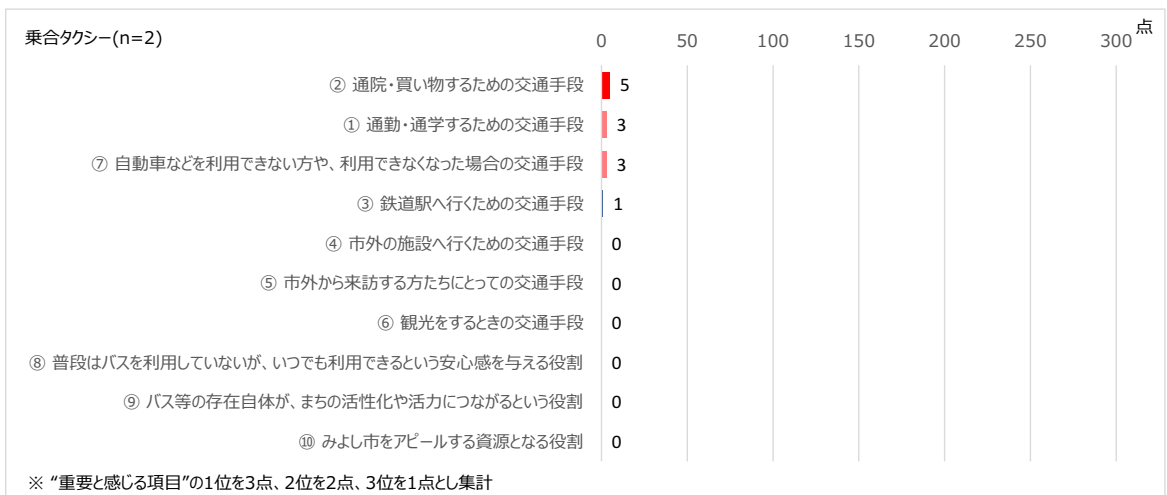 乗合タクシー(n=2)
0 50 100 150 200 250 300 点
② 通院・買い物するための交通手段 5
① 通勤・通学するための交通手段 3
⑦ 自動車などを利用できない方や、利用できなくなった場合の交通手段 3
③ 鉄道駅へ行くための交通手段 1
④ 市外の施設へ行くための交通手段 0
⑤ 市外から来訪する方たちにとっての交通手段 0
⑥ 観光をするときの交通手段 0
⑧ 普段はバスを利用していないが、いつでも利用できるという安心感を与える役割 0
⑨ バス等の存在自体が、まちの活性化や活力につながるという役割 0
⑩ みよし市をアピールする資源となる役割 0
※ “重要と感じる項目”の1位を3点、2位を2点、3位を1点とし集計